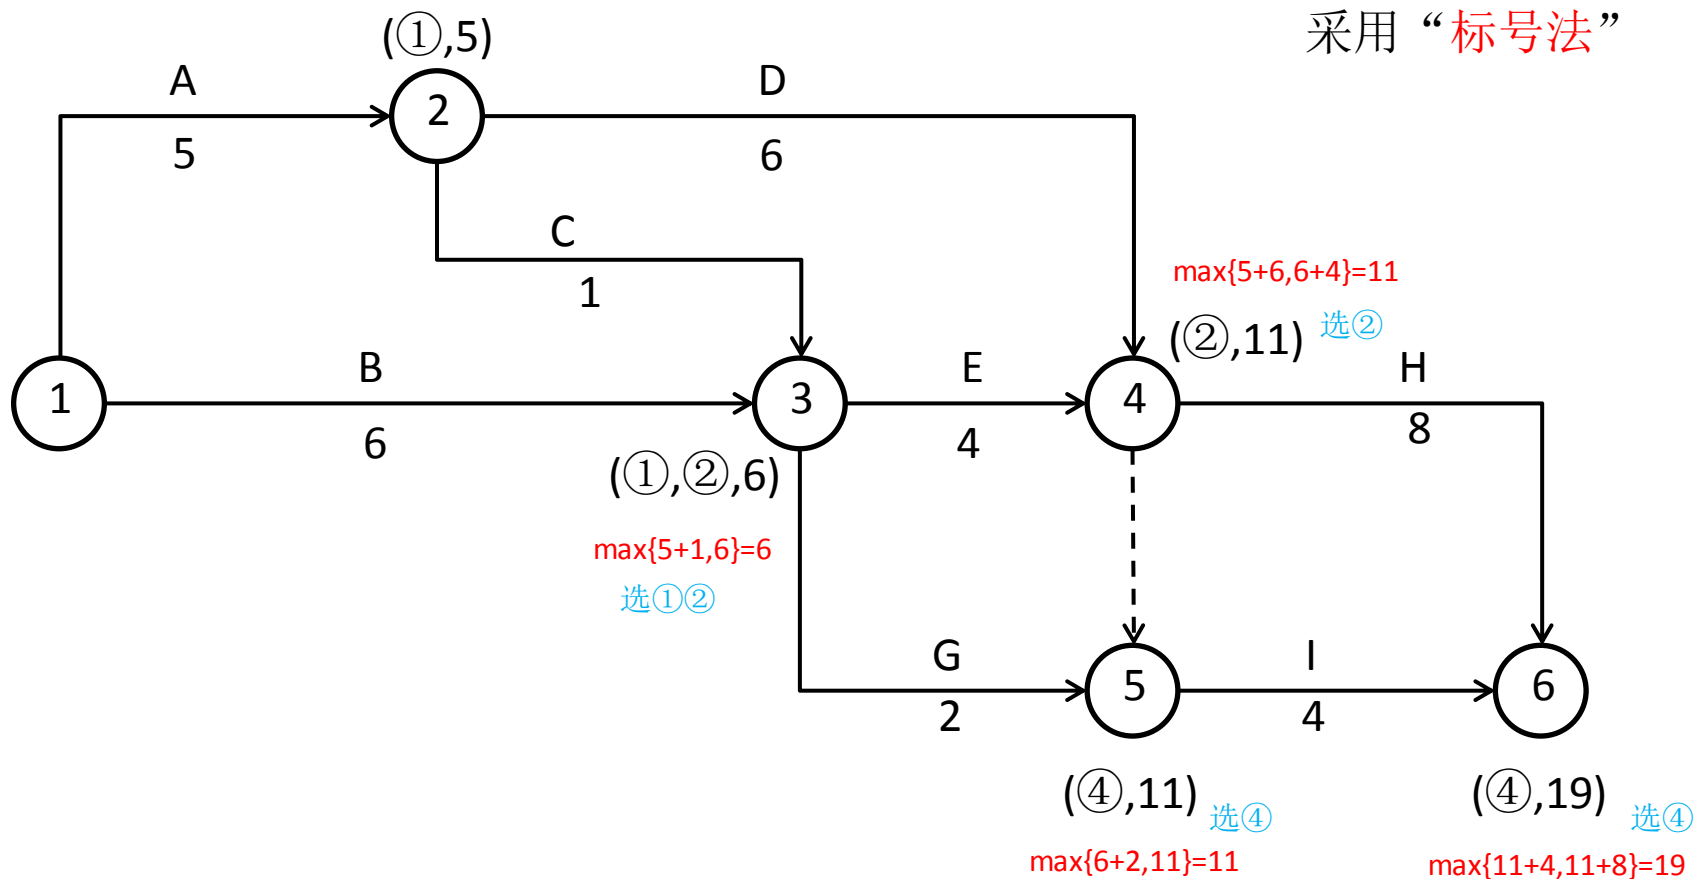 采用“标号法”
(①,5)
A
2
D
5
6
C
1
max{5+6,6+4}=11
(②,11) 选②
1
B
3
E
4
H
6
4
8
(①,②,6)
max{5+1,6}=6
选①②
G
5
I
6
2
4
(④,11) 选④
(④,19) 选④
max{6+2,11}=11
max{11+4,11+8}=19